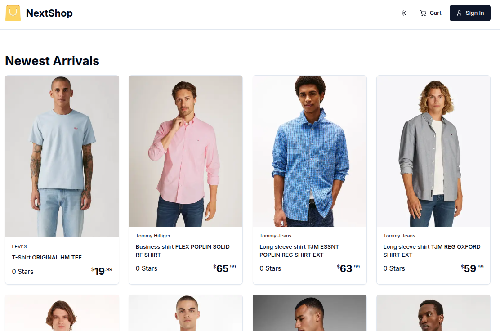 NextShop
Cart
Sign In
Newest Arrivals
LEVI'S
T-Shirt ORIGINAL HM TEE
0 Stars
$19.99
Tommy Hilfiger
Business shirt FLEX POPLIN SOLID
RF SHIRT
0 Stars
$65.99
Tommy Jeans
Long sleeve shirt TJM ESSNT
POPLIN REG SHIRT EXT
0 Stars
$63.99
Tommy Jeans
Long sleeve shirt TJM REG OXFORD
SHIRT EXT
0 Stars
$59.99